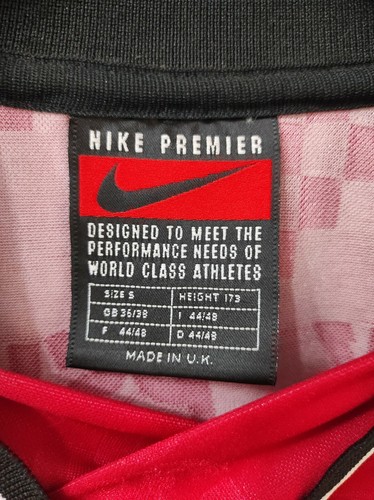 NIKE PREMIER
DESIGNED TO MEET THE
PERFORMANCE NEEDS OF
WORLD CLASS ATHLETES
SIZE S HEIGHT 173
GB 36/38 I 44/48
F 44/48 D 44/48
MADE IN U.K.